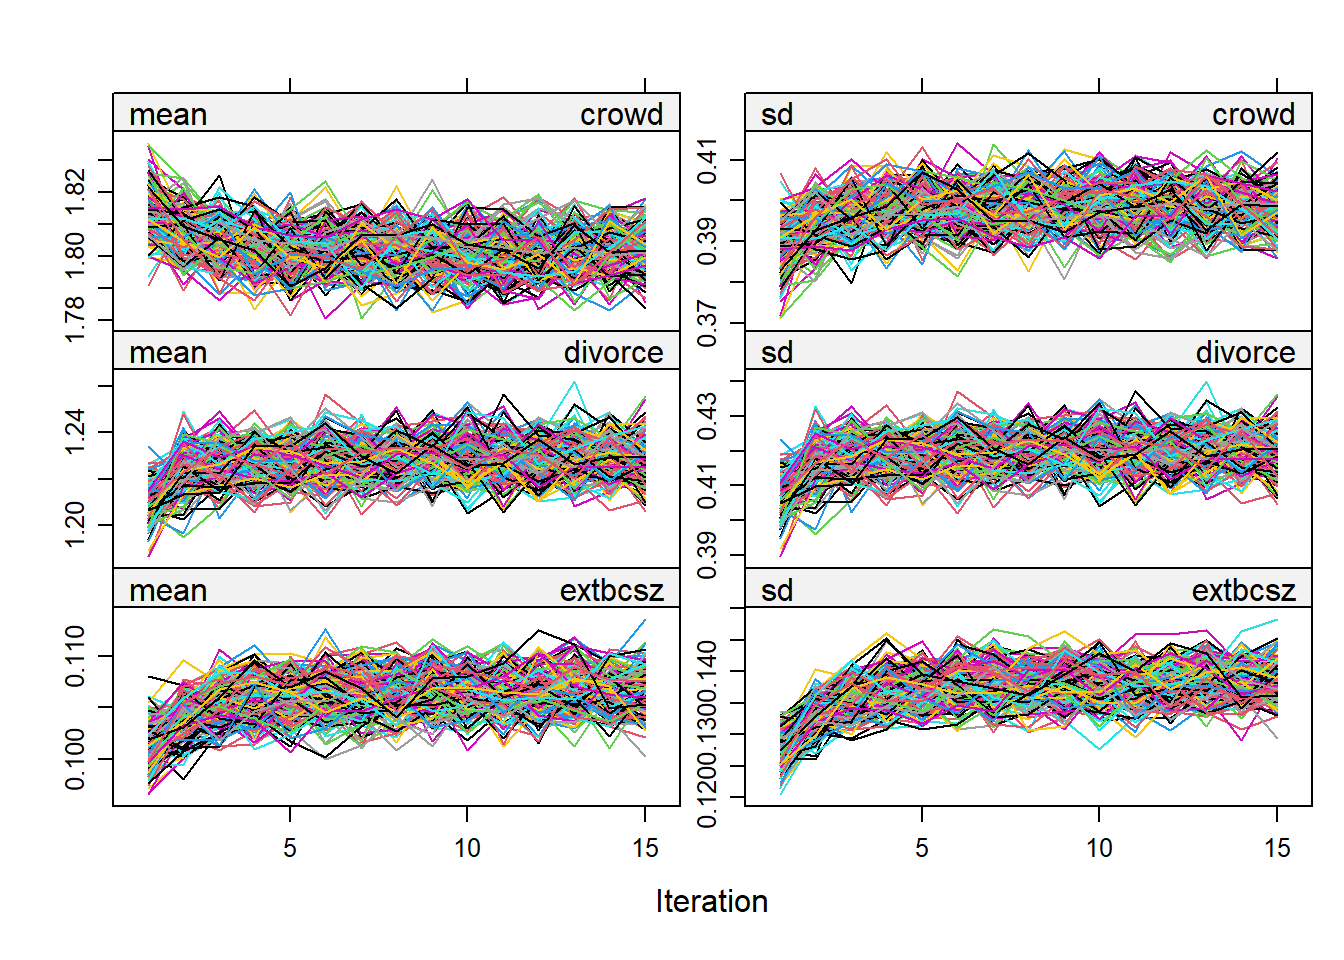 mean crowd
sd crowd
1.78 1.80 1.82
0.37 0.39 0.41
mean divorce
sd divorce
1.20 1.24
0.39 0.41 0.43
mean extbcsz
sd extbcsz
0.100 0.110
0.120 0.130 0.140
5 10 15
5 10 15
Iteration